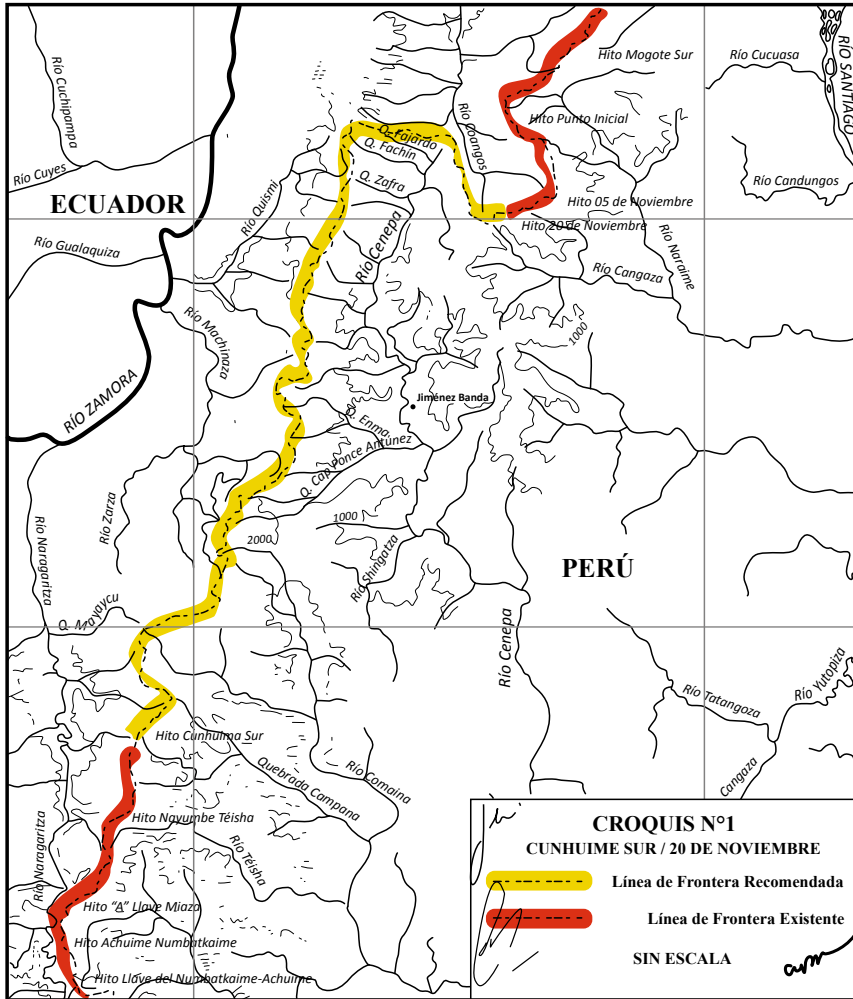 Hito Mogote Sur
Río Cucuasa
RÍO SANTIAGO
Río Cuchipampa
Río Coangos
Hito Punto Inicial
Q. Fajardo
Q. Fachín
Río Cuyes
Q. Zafra
Río Candungos
ECUADOR
Río Quismi
Hito 05 de Noviembre
Hito 20 de Noviembre
Río Cenepa
Río Naraime
Río Gualaquiza
Río Cangaza
Río Machinaza
1000
RÍO ZAMORA
Jiménez Banda
Q. Enma.
Q. Cap Ponce Antúnez
Río Zarza
1000
2000
Río Naragaritza
Río Shingatza
PERÚ
Q. Mayaycu
Río Cenepa
Río Tatangoza
Río Yutopiza
Hito Cunhuima Sur
Quebrada Campana
Río Comaina
Cangaza
Hito Nayumbe Téisha
Río Naragaritza
Río Téisha
Hito “A” Llave Miaza
Hito Achuime Numbatkaime
Hito Llave del Numbatkaime-Achuime
CROQUIS N°1
CUNHUIME SUR / 20 DE NOVIEMBRE
Línea de Frontera Recomendada
Línea de Frontera Existente
SIN ESCALA